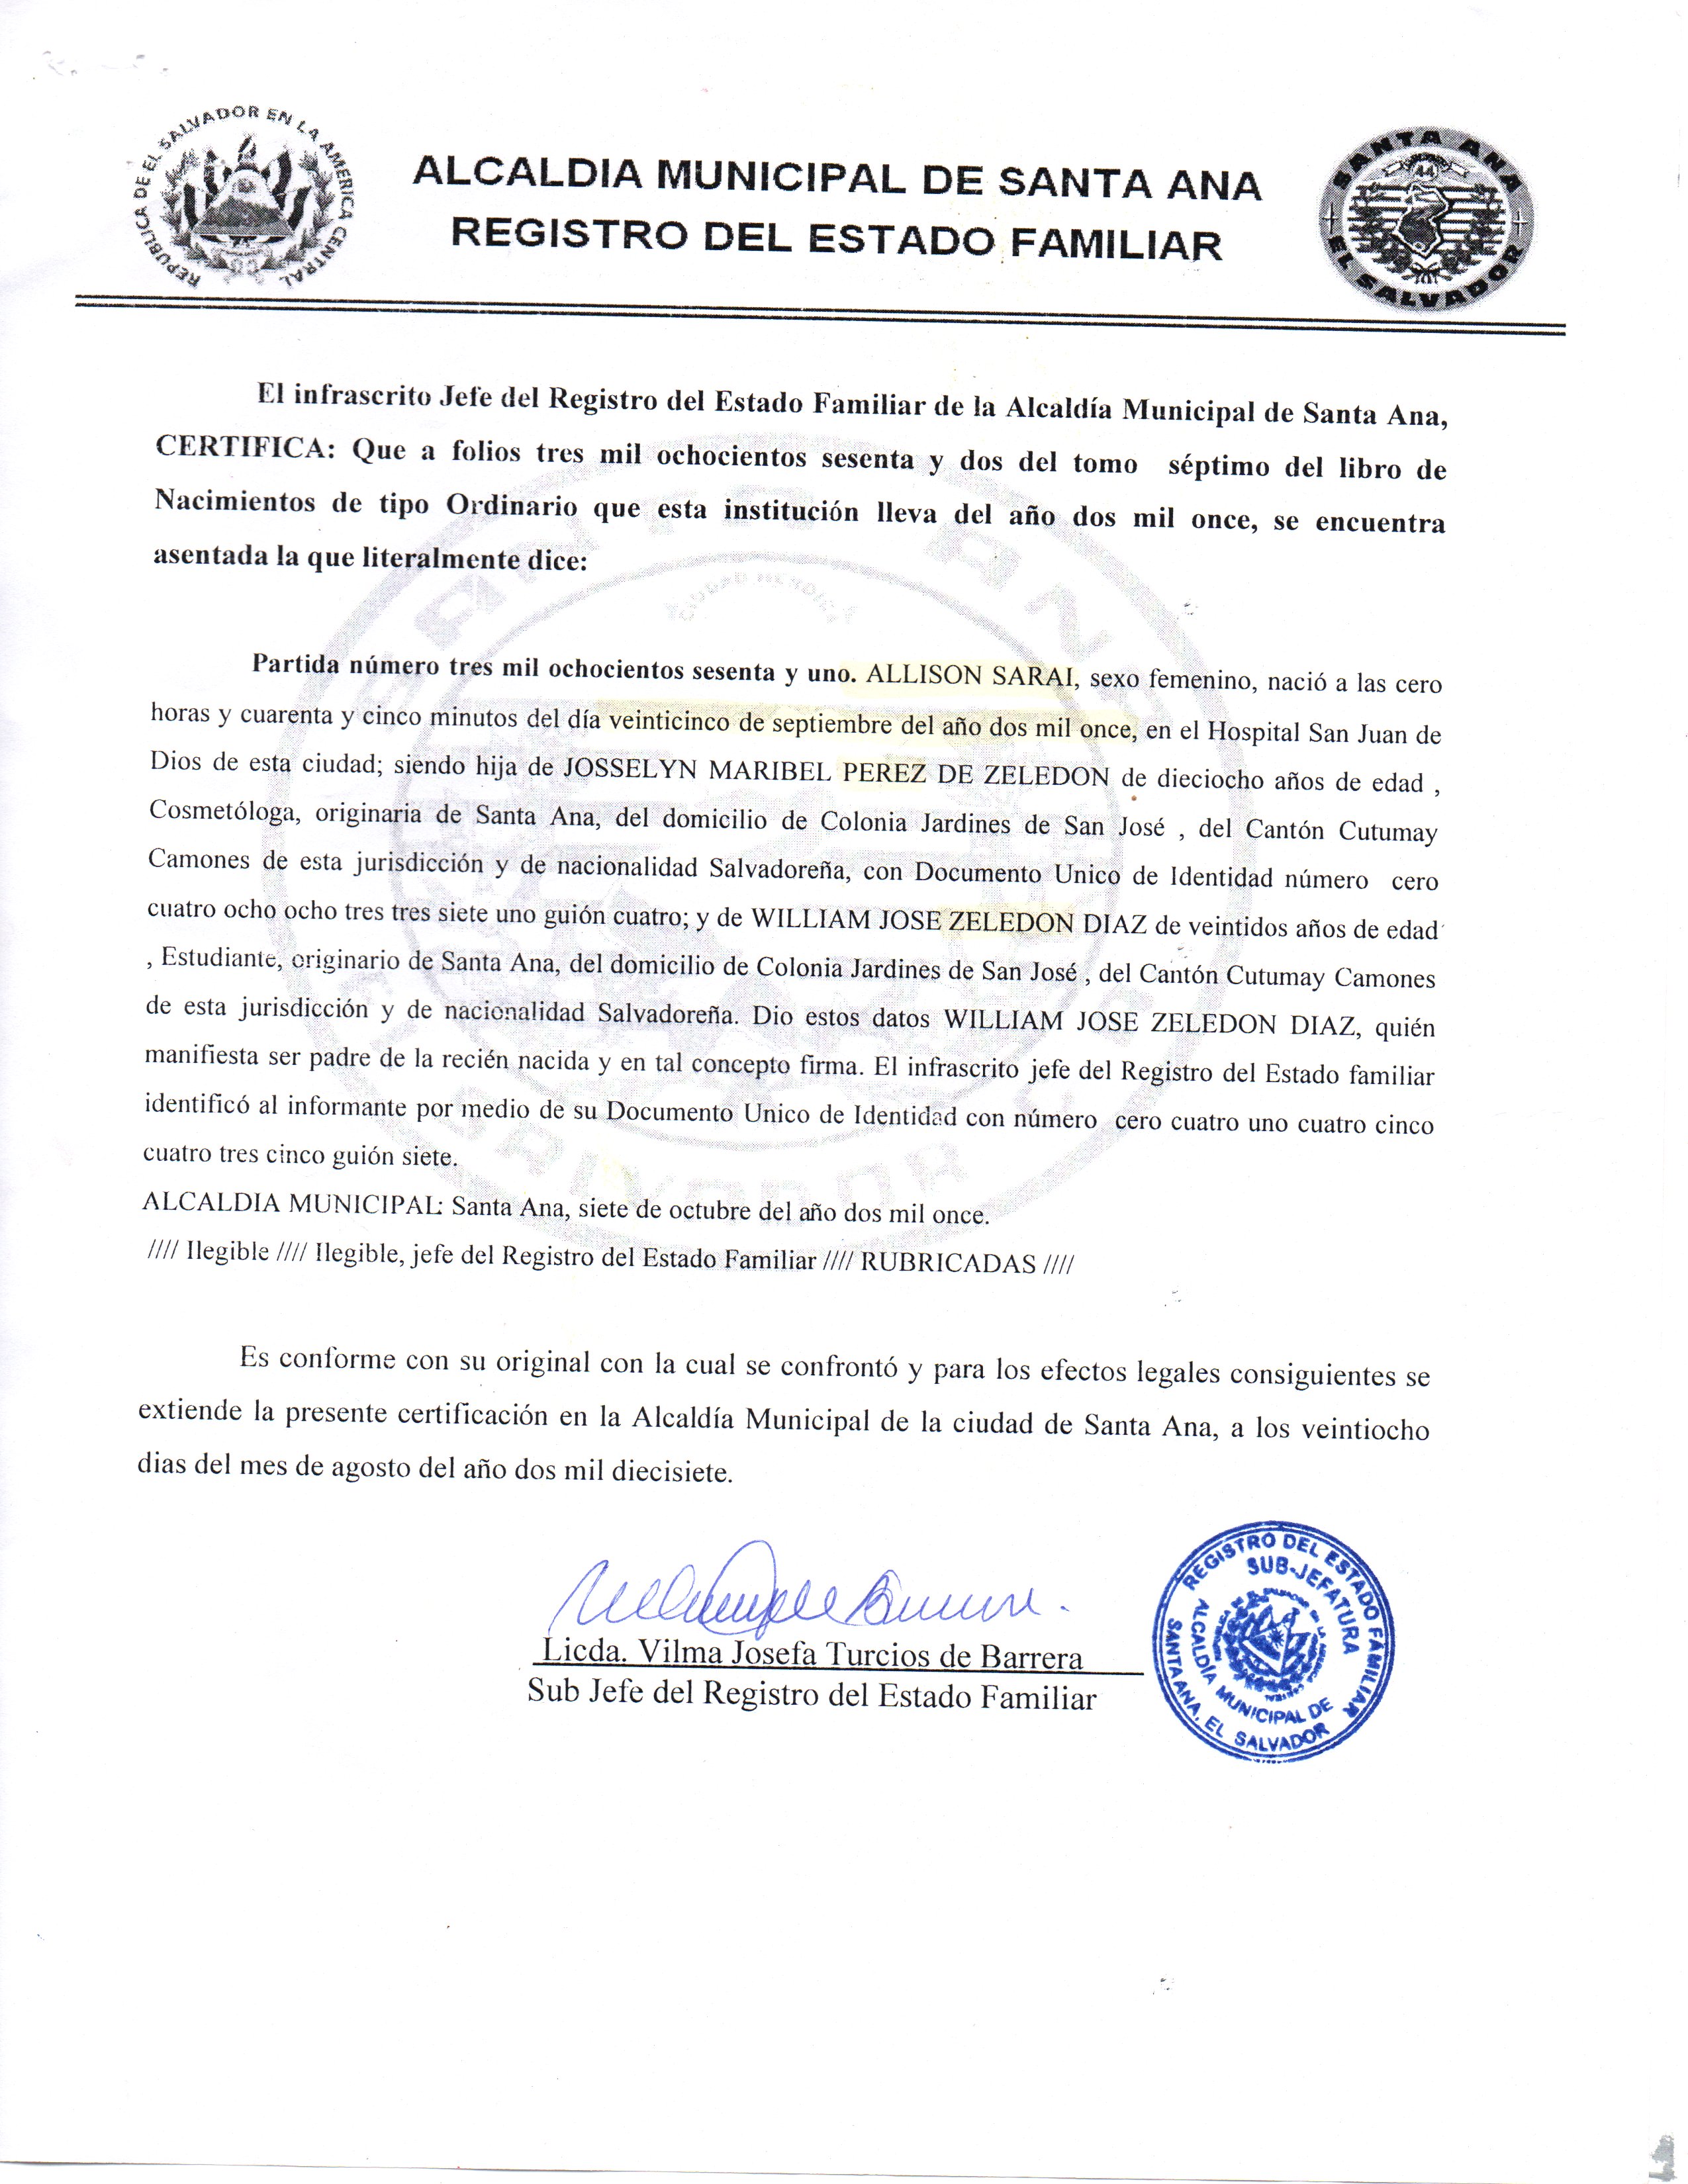 REPUBLICA DE EL SALVADOR EN LA AMERICA CENTRAL
ALCALDIA MUNICIPAL DE SANTA ANA
REGISTRO DEL ESTADO FAMILIAR
SANTA ANA
44
EL SALVADOR
El infrascrito Jefe del Registro del Estado Familiar de la Alcaldía Municipal de Santa Ana,
CERTIFICA: Que a folios tres mil ochocientos sesenta y dos del tomo séptimo del libro de
Nacimientos de tipo Ordinario que esta institución lleva del año dos mil once, se encuentra
asentada la que literalmente dice:
Partida número tres mil ochocientos sesenta y uno. ALLISON SARAI, sexo femenino, nació a las cero
horas y cuarenta y cinco minutos del día veinticinco de septiembre del año dos mil once, en el Hospital San Juan de
Dios de esta ciudad; siendo hija de JOSSELYN MARIBEL PEREZ DE ZELEDON de dieciocho años de edad ,
Cosmetóloga, originaria de Santa Ana, del domicilio de Colonia Jardines de San José , del Cantón Cutumay
Camones de esta jurisdicción y de nacionalidad Salvadoreña, con Documento Unico de Identidad número cero
cuatro ocho ocho tres tres siete uno guión cuatro; y de WILLIAM JOSE ZELEDON DIAZ de veintidos años de edad
, Estudiante, originario de Santa Ana, del domicilio de Colonia Jardines de San José , del Cantón Cutumay Camones
de esta jurisdicción y de nacionalidad Salvadoreña. Dio estos datos WILLIAM JOSE ZELEDON DIAZ, quién
manifiesta ser padre de la recién nacida y en tal concepto firma. El infrascrito jefe del Registro del Estado familiar
identificó al informante por medio de su Documento Unico de Identidad con número cero cuatro uno cuatro cinco
cuatro tres cinco guión siete.
ALCALDIA MUNICIPAL: Santa Ana, siete de octubre del año dos mil once.
//// Ilegible //// Ilegible, jefe del Registro del Estado Familiar //// RUBRICADAS ////
Es conforme con su original con la cual se confrontó y para los efectos legales consiguientes se
extiende la presente certificación en la Alcaldía Municipal de la ciudad de Santa Ana, a los veintiocho
dias del mes de agosto del año dos mil diecisiete.
Licda. Vilma Josefa Turcios de Barrera
Sub Jefe del Registro del Estado Familiar
REGISTRO DEL ESTADO FAMILIAR
SUB-JEFATURA
ALCALDÍA MUNICIPAL DE
SANTA ANA, EL SALVADOR